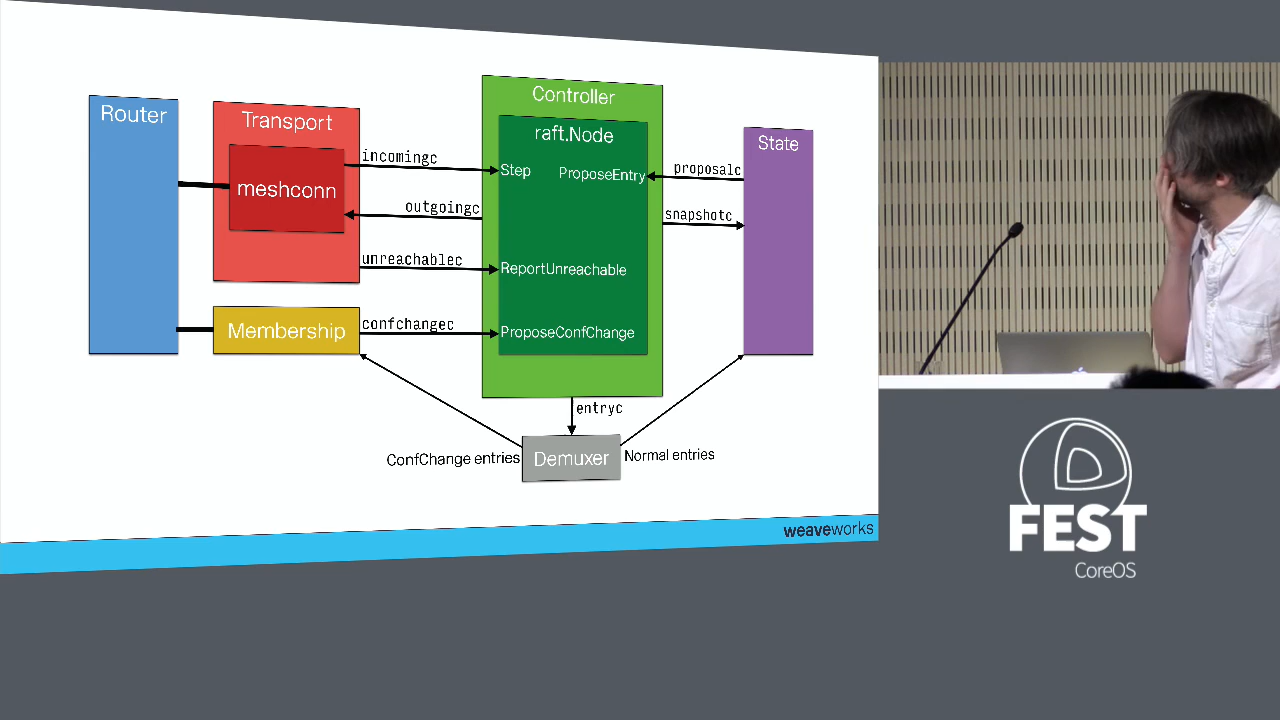 Router
Transport
meshconn
Membership
incomingc
outgoingc
unreachablec
confchangec
Controller
raft.Node
Step
ProposeEntry
ReportUnreachable
ProposeConfChange
proposalc
snapshotc
State
entryc
ConfChange entries
Demuxer
Normal entries
weaveworks
FEST
CoreOS